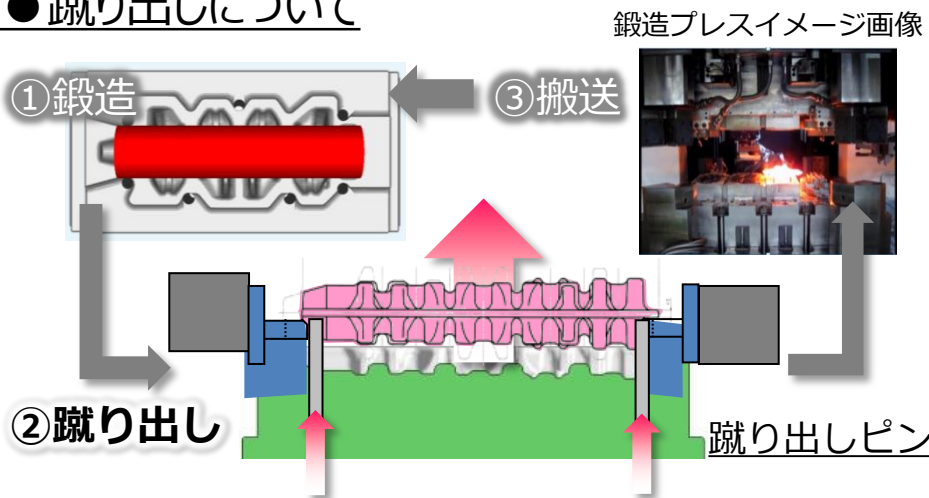 ●蹴り出しについて
鍛造プレスイメージ画像
①鍛造
③搬送
②蹴り出し
蹴り出しピン